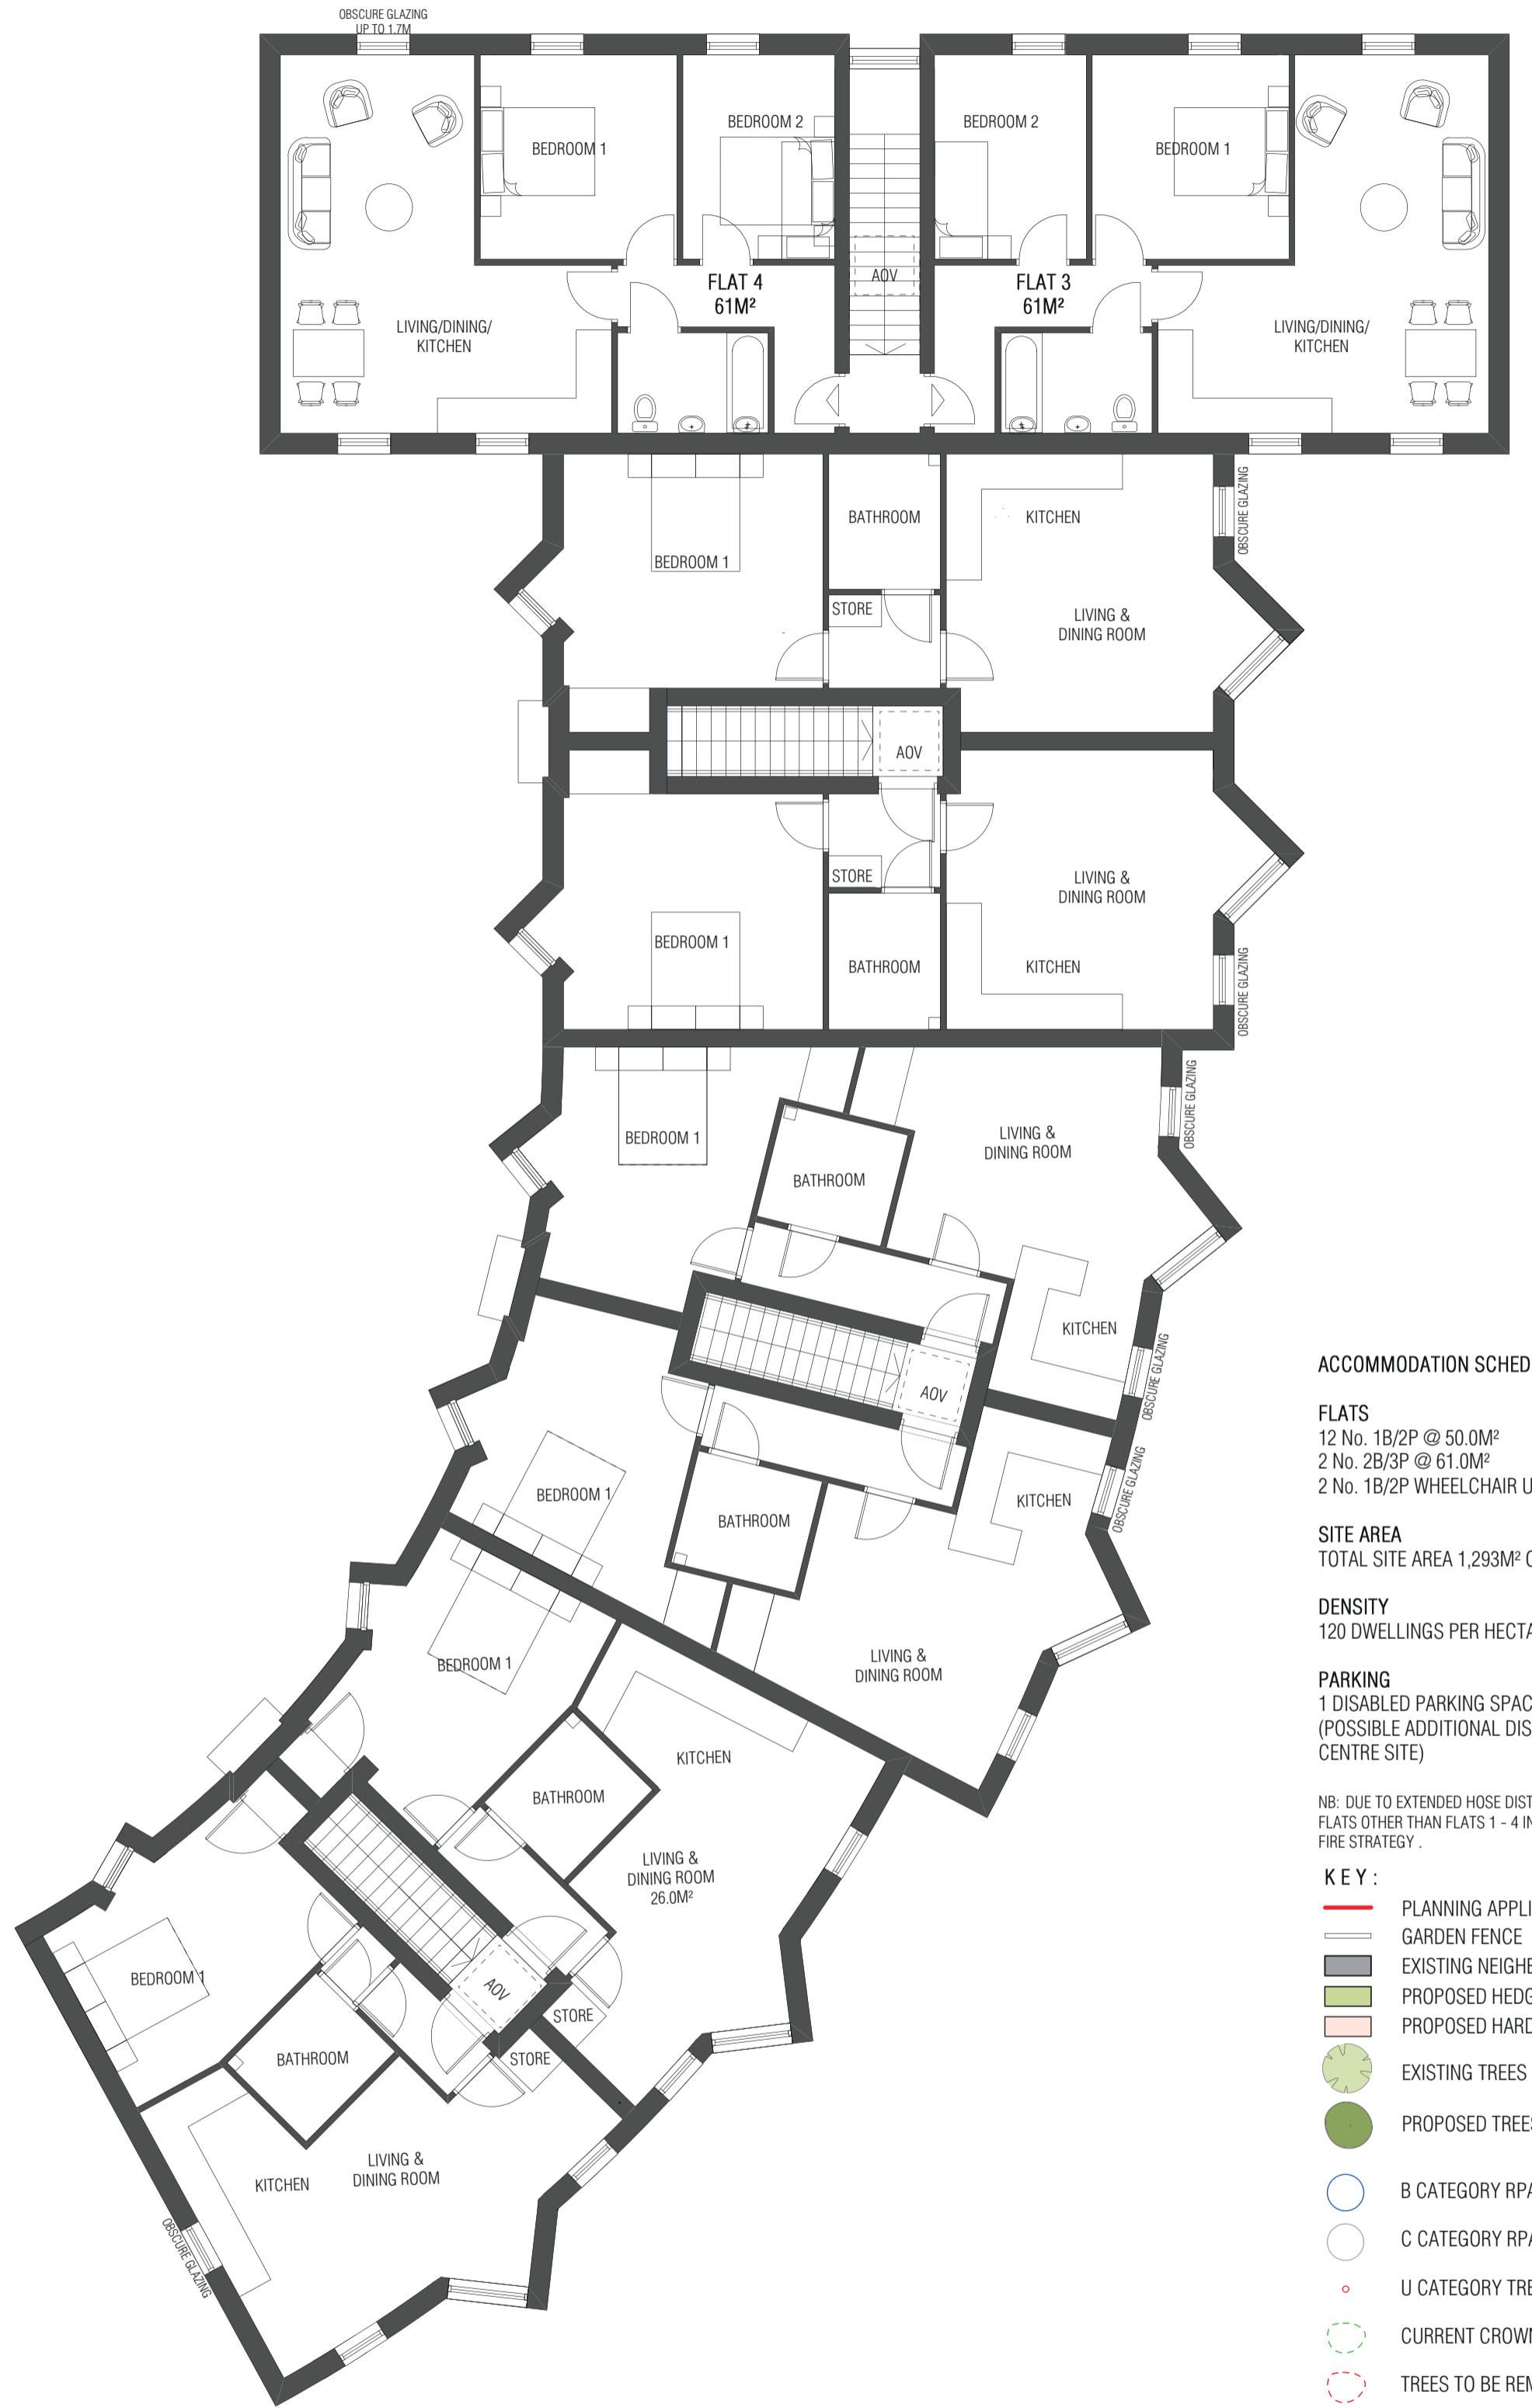 OBSCURE GLAZING
UP TO 1.7M
BEDROOM 1
BEDROOM 2
BEDROOM 2
BEDROOM 1
AOV
FLAT 4
61M²
FLAT 3
61M²
LIVING/DINING/
KITCHEN
LIVING/DINING/
KITCHEN
BEDROOM 1
BATHROOM
KITCHEN
OBSCURE GLAZING
STORE
LIVING &
DINING ROOM
AOV
STORE
LIVING &
DINING ROOM
BEDROOM 1
BATHROOM
KITCHEN
OBSCURE GLAZING
OBSCURE GLAZING
BEDROOM 1
LIVING &
DINING ROOM
BATHROOM
KITCHEN
OBSCURE GLAZING
AOV
BEDROOM 1
BATHROOM
KITCHEN
OBSCURE GLAZING
LIVING &
DINING ROOM
BEDROOM 1
KITCHEN
BATHROOM
LIVING &
DINING ROOM
26.0M²
BEDROOM 1
AOV
STORE
STORE
BATHROOM
KITCHEN
LIVING &
DINING ROOM
OBSCURE GLAZING
ACCOMMODATION SCHED
FLATS
12 No. 1B/2P @ 50.0M²
2 No. 2B/3P @ 61.0M²
2 No. 1B/2P WHEELCHAIR U
SITE AREA
TOTAL SITE AREA 1,293M²
DENSITY
120 DWELLINGS PER HECTA
PARKING
1 DISABLED PARKING SPAC
(POSSIBLE ADDITIONAL DIS
CENTRE SITE)
NB: DUE TO EXTENDED HOSE DIST
FLATS OTHER THAN FLATS 1 - 4 IN
FIRE STRATEGY .
KEY:
PLANNING APPLI
GARDEN FENCE
EXISTING NEIGHB
PROPOSED HEDG
PROPOSED HARD
EXISTING TREES
PROPOSED TREES
B CATEGORY RPA
C CATEGORY RPA
U CATEGORY TRE
CURRENT CROWN
TREES TO BE REM